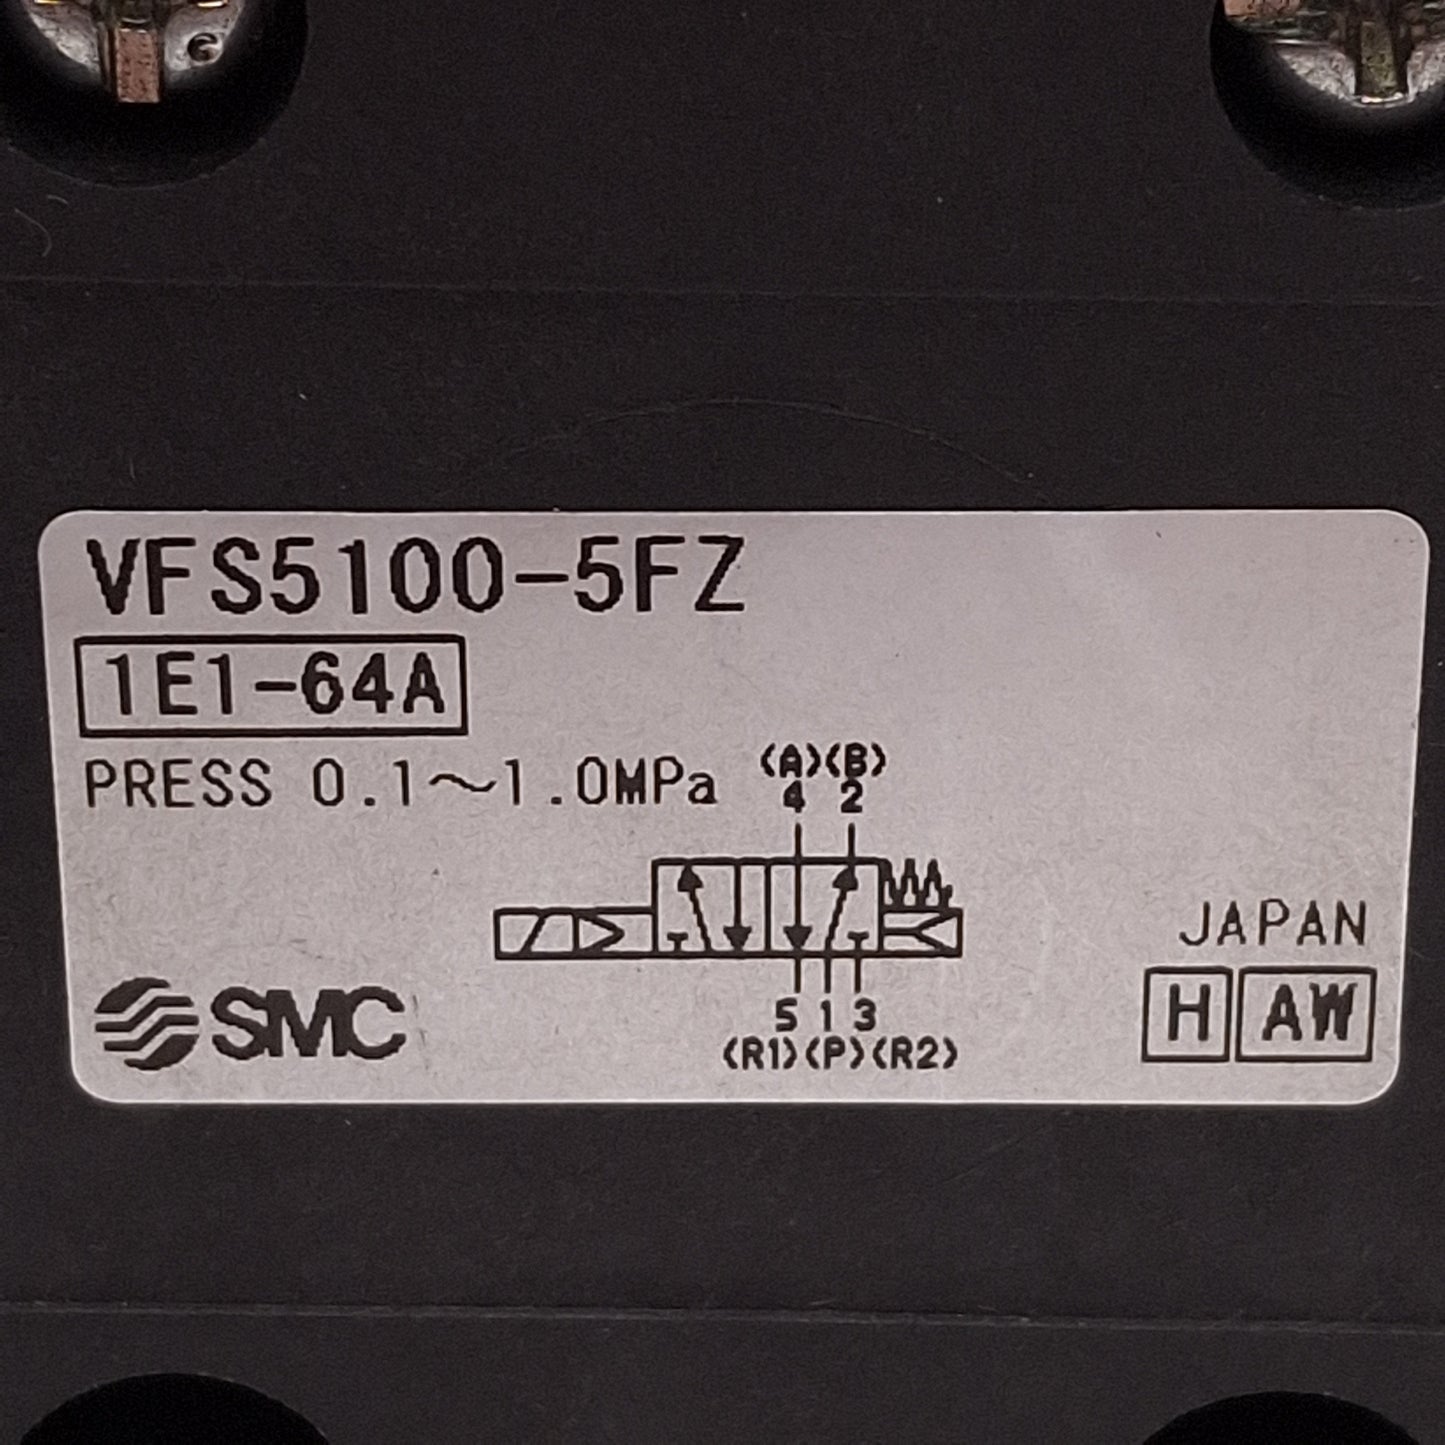 VFS5100-5FZ
1E1-64A
PRESS 0.1～1.0MPa
(A)(B)
4 2
5 1 3
(R1)(P)(R2)
SMC
JAPAN
H AW
G